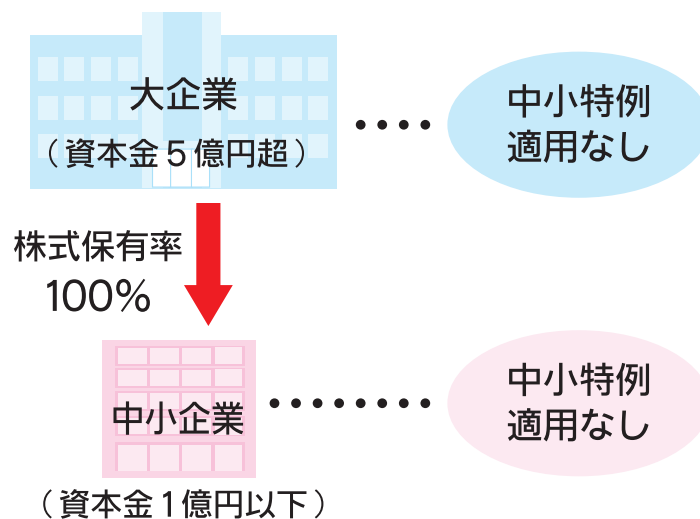 大企業
（資本金５億円超）
中小特例
適用なし
株式保有率
100%
中小企業
（資本金１億円以下）
中小特例
適用なし